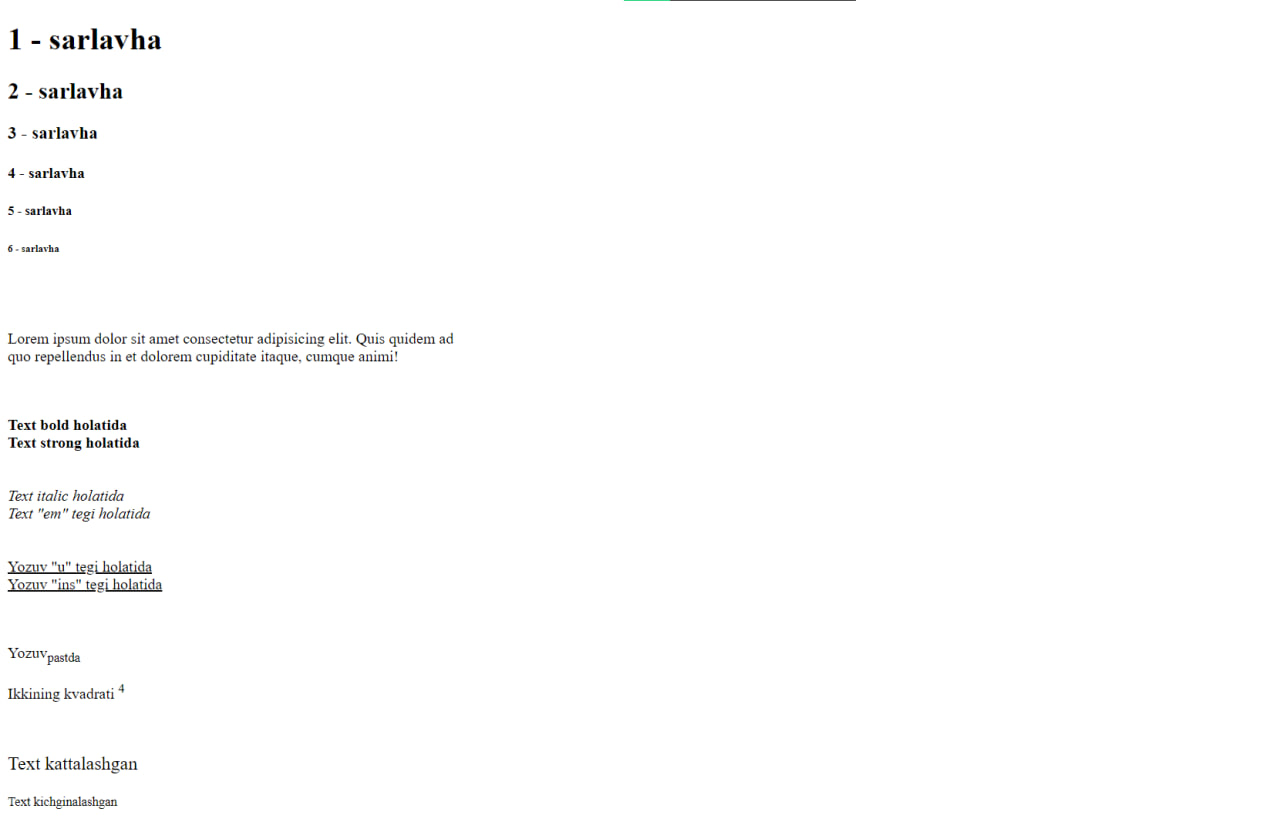 1 - sarlavha
2 - sarlavha
3 - sarlavha
4 - sarlavha
5 - sarlavha
6 - sarlavha
Lorem ipsum dolor sit amet consectetur adipisicing elit. Quis quidem ad
quo repellendus in et dolorem cupiditate itaque, cumque animi!
Text bold holatida
Text strong holatida
Text italic holatida
Text "em" tegi holatida
Yozuv "u" tegi holatida
Yozuv "ins" tegi holatida
Yozuvpastda
Ikkining kvadrati 4
Text kattalashgan
Text kichginalashgan